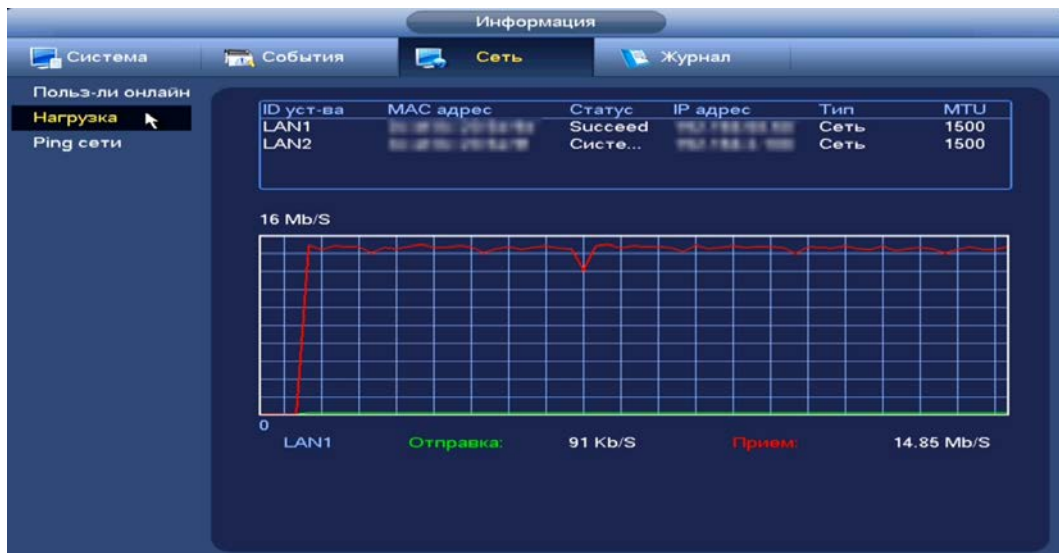 Информация
Система События Сеть Журнал
Польз-ли онлайн
Нагрузка
Ping сети
ID уст-ва MAC адрес Статус IP адрес Тип MTU
LAN1 Succeed Сеть 1500
LAN2 Систе... Сеть 1500
16 Mb/S
0
LAN1 Отправка: 91 Kb/S Прием: 14.85 Mb/S